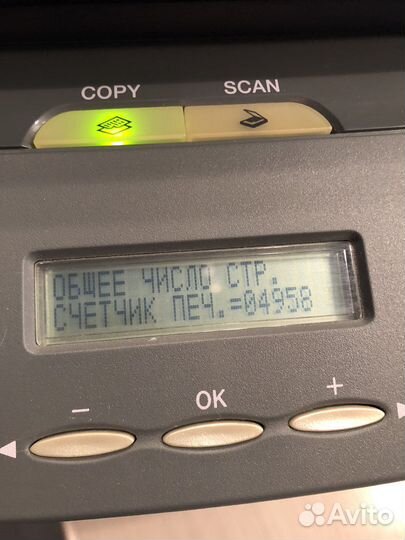 COPY SCAN
ОБЩЕЕ ЧИСЛО СТР.
СЧЕТЧИК ПЕЧ.=04958
− OK +
Avito